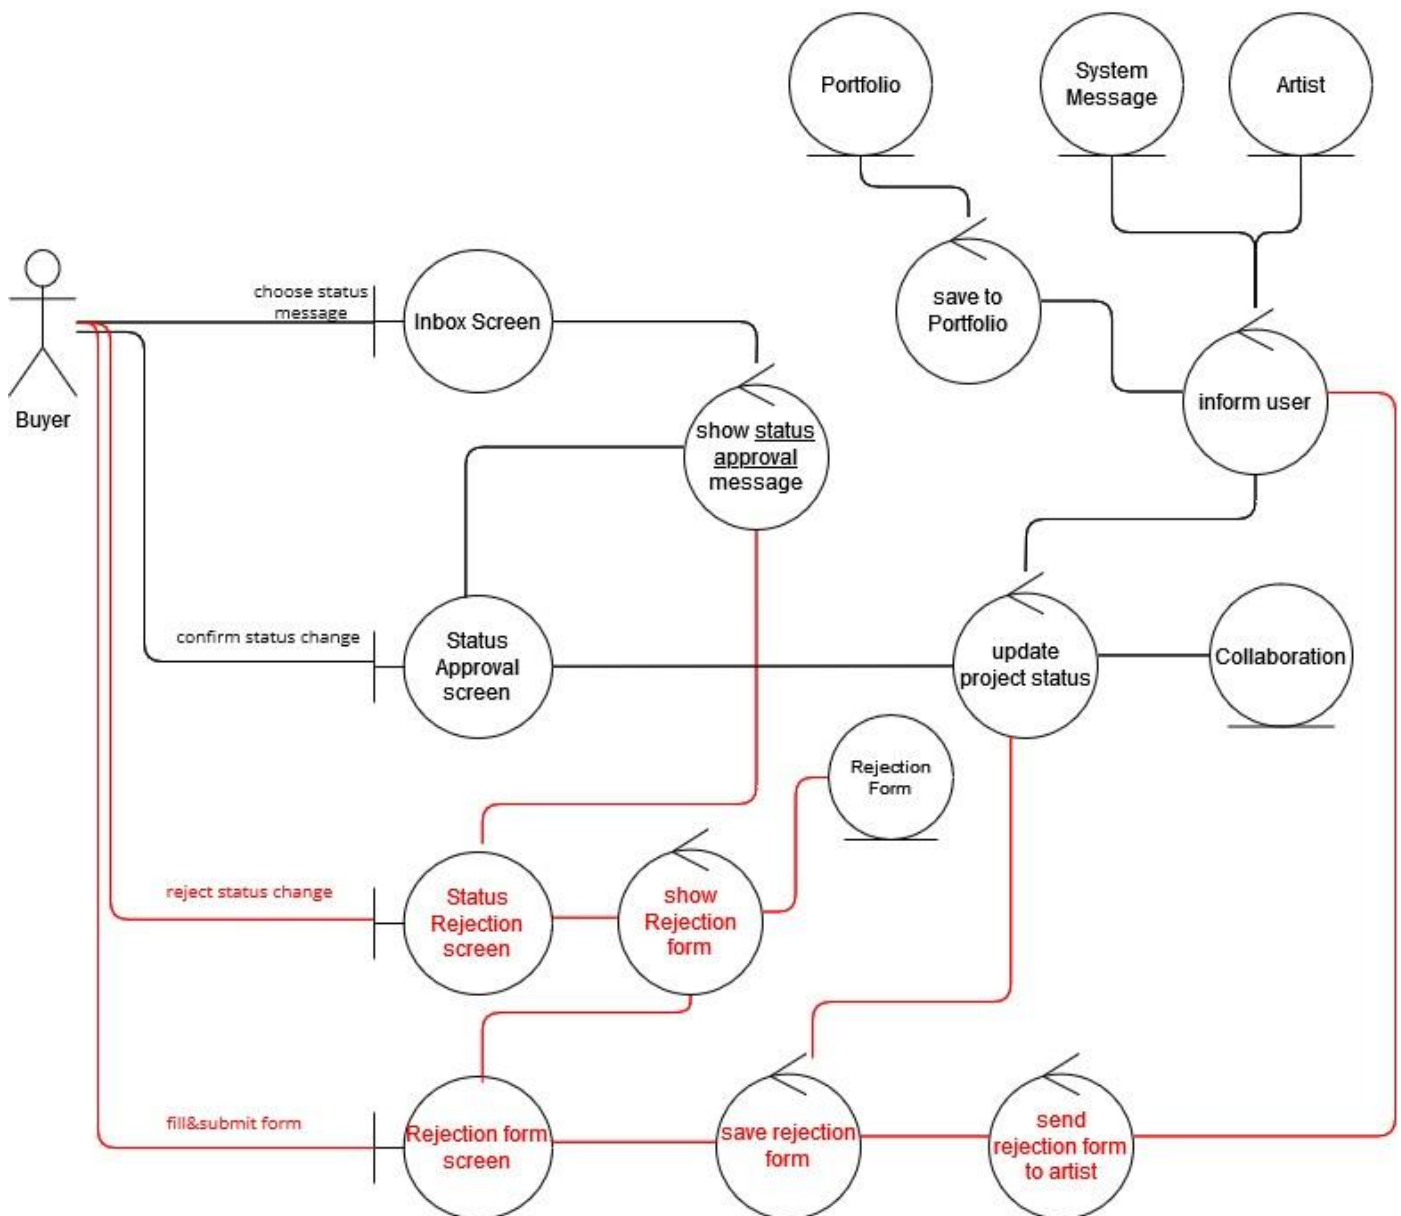 Portfolio
System
Message
Artist
save to
Portfolio
choose status
message
Inbox Screen
inform user
Buyer
show status
approval
message
confirm status change
Status
Approval
screen
update
project status
Collaboration
Rejection
Form
reject status change
Status
Rejection
screen
show
Rejection
form
fill&submit form
Rejection form
screen
save rejection
form
send
rejection form
to artist